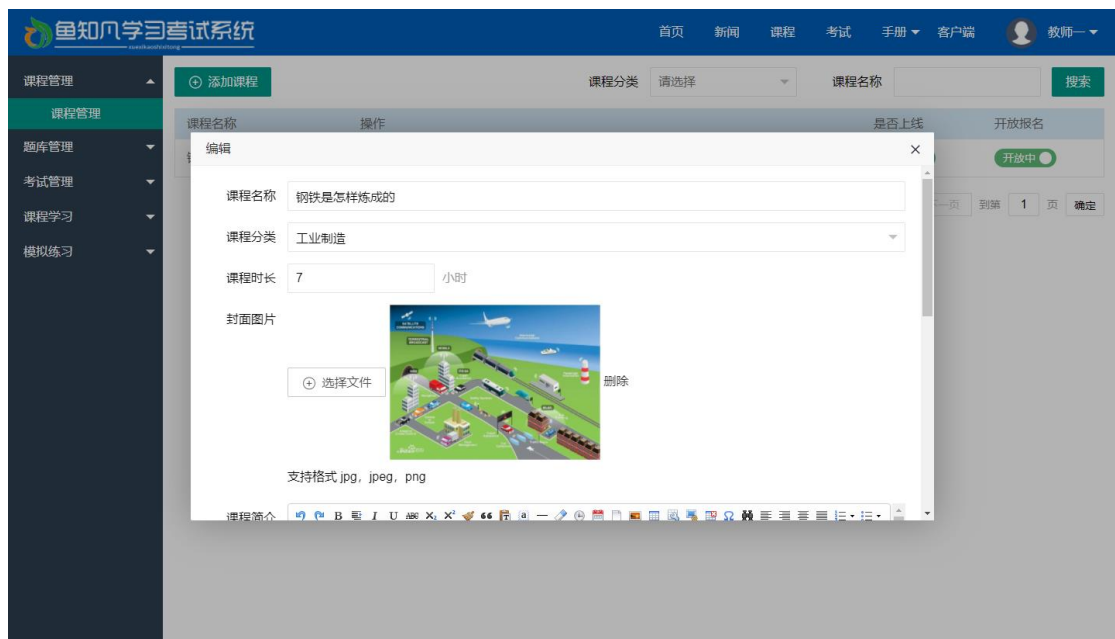 鱼知凡学习考试系统
首页 新闻 课程 考试 手册 客户端 教师一
课程管理
课程管理
题库管理
考试管理
课程学习
模拟练习
添加课程 课程分类 请选择 课程名称 搜索
课程名称 操作 是否上线 开放报名
开放中
一页 到第 1 页 确定
编辑
课程名称 钢铁是怎样炼成的
课程分类 工业制造
课程时长 7 小时
封面图片
选择文件 删除
支持格式 jpg, jpeg, png
课程简介